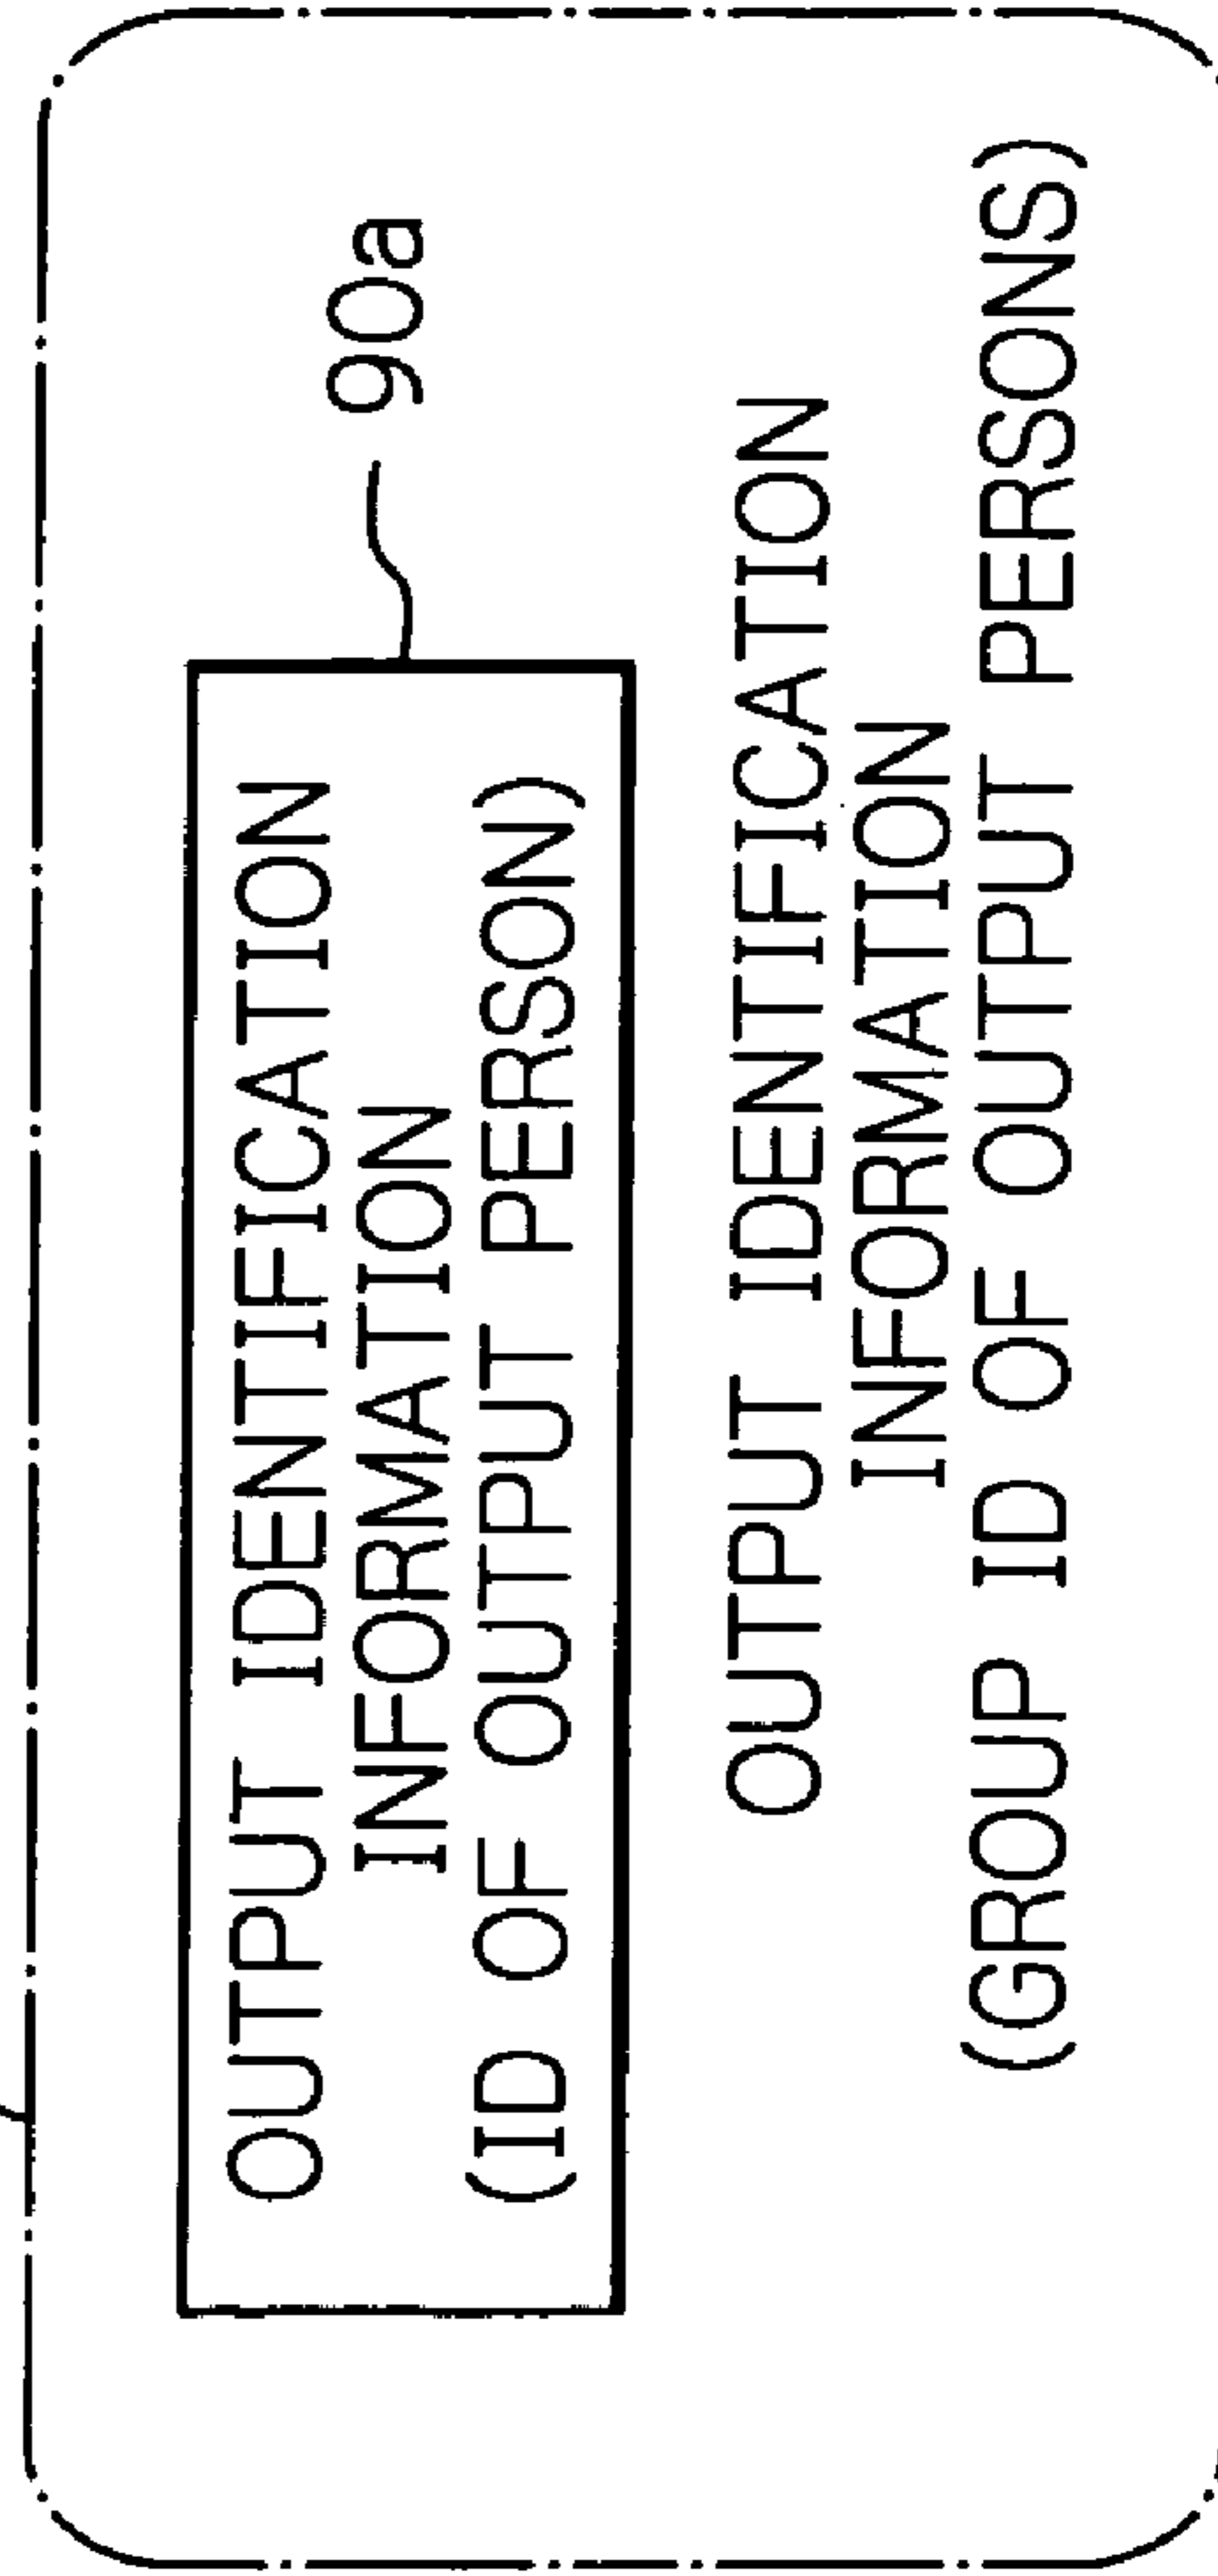 OUTPUT IDENTIFICATION
INFORMATION
(ID OF OUTPUT PERSON)
90a
OUTPUT IDENTIFICATION
INFORMATION
(GROUP ID OF OUTPUT PERSONS)